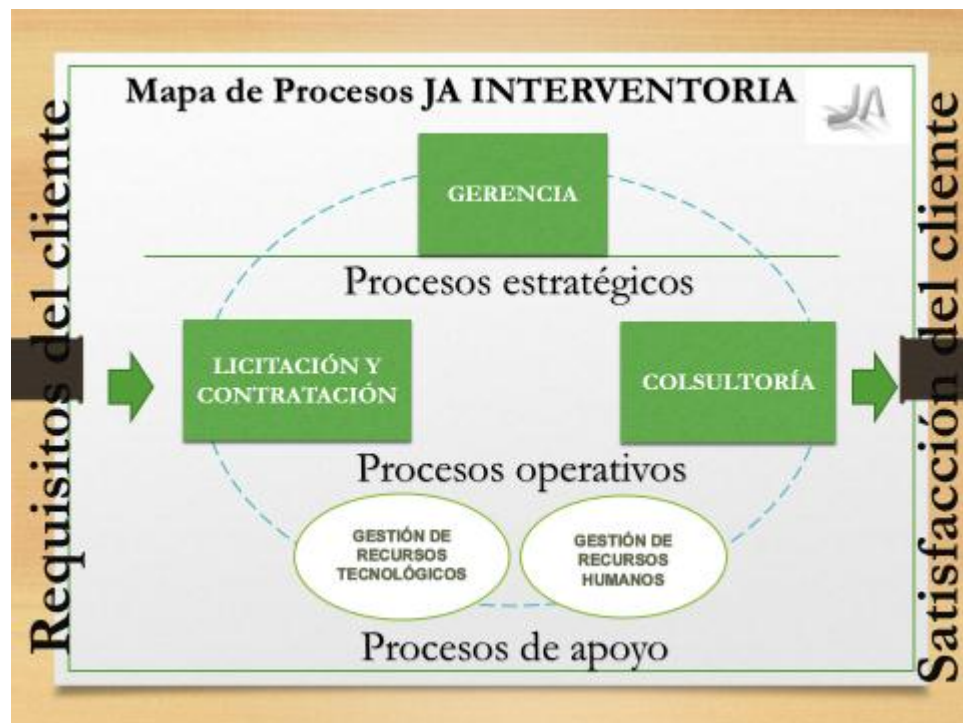 Mapa de Procesos JA INTERVENTORIA
JA
Requisitos del cliente
GERENCIA
Procesos estratégicos
LICITACIÓN Y
CONTRATACIÓN
COLSULTORÍA
Procesos operativos
GESTIÓN DE
RECURSOS
TECNOLÓGICOS
GESTIÓN DE
RECURSOS
HUMANOS
Procesos de apoyo
Satisfacción del cliente